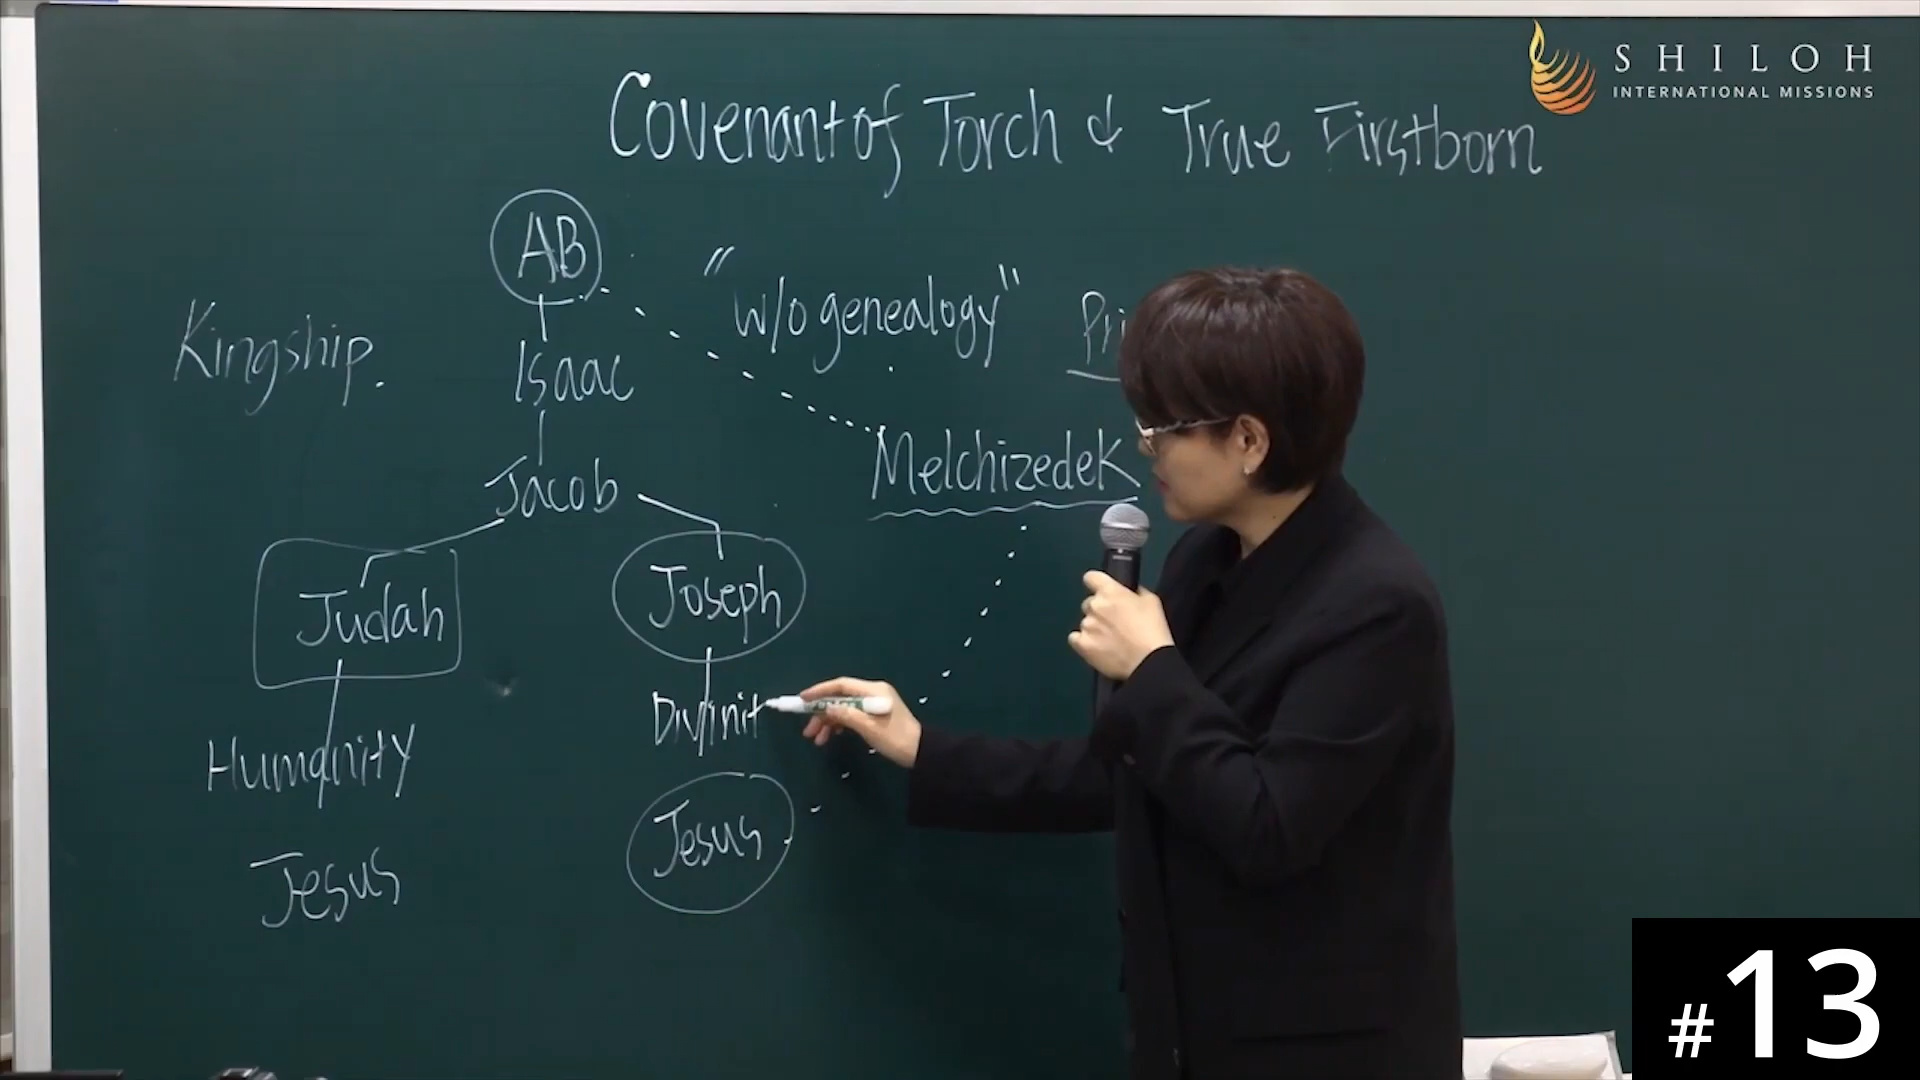 SHILOH
INTERNATIONAL MISSIONS
Covenant of Torch & True Firstborn
AB
"w/o genealogy"
Kingship.
Isaac
Melchizedek
Jacob
Judah
Joseph
Divinit
Humanity
Jesus
Jesus
#13